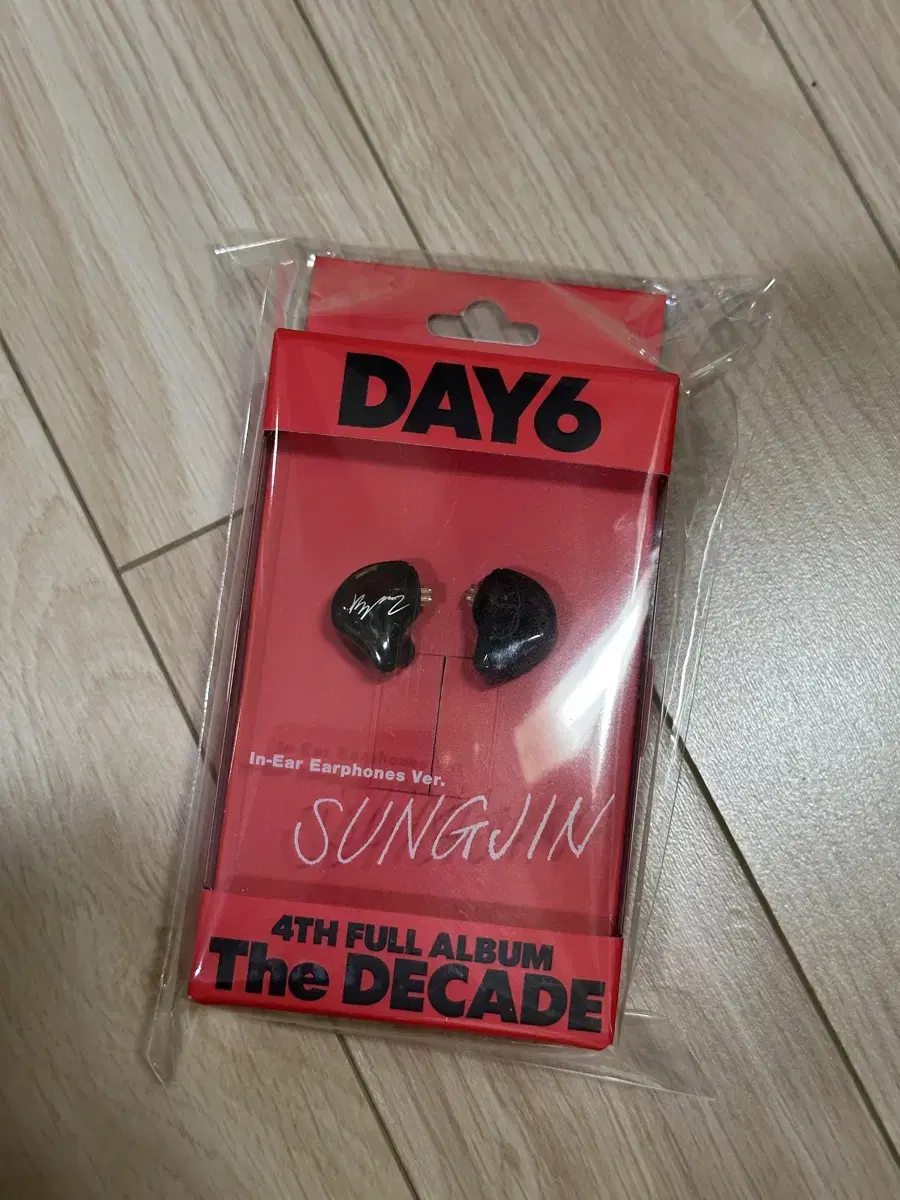 DAY6
In-Ear Earphones Ver.
SUNGJIN
4TH FULL ALBUM
The DECADE